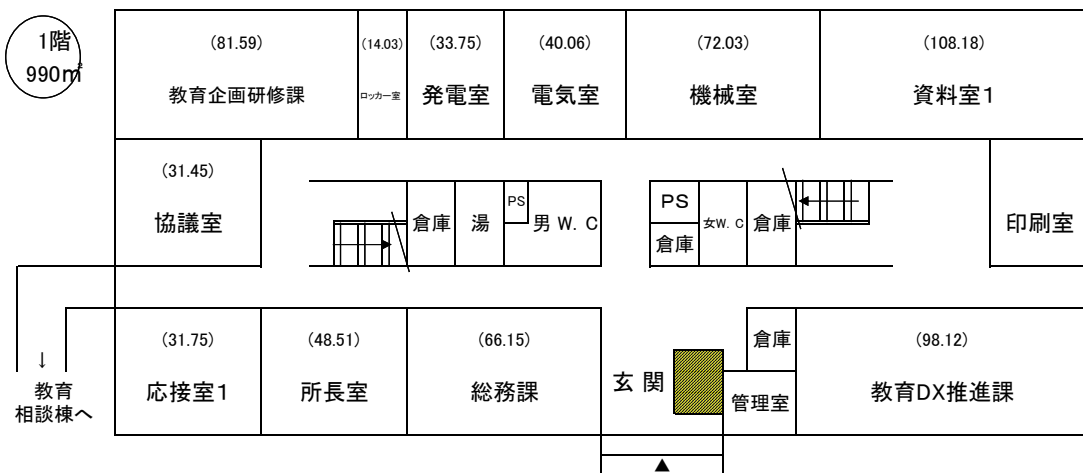 1階
990㎡
(81.59)
教育企画研修課
(14.03)
ロッカー室
(33.75)
発電室
(40.06)
電気室
(72.03)
機械室
(108.18)
資料室1
(31.45)
協議室
倉庫
湯
PS
男 W. C
PS
倉庫
女W. C
倉庫
印刷室
(31.75)
応接室1
(48.51)
所長室
(66.15)
総務課
玄 関
倉庫
管理室
(98.12)
教育DX推進課
↓
教育
相談棟へ
▲